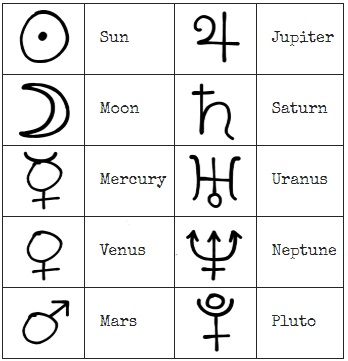 Sun Jupiter
Moon Saturn
Mercury Uranus
Venus Neptune
Mars Pluto